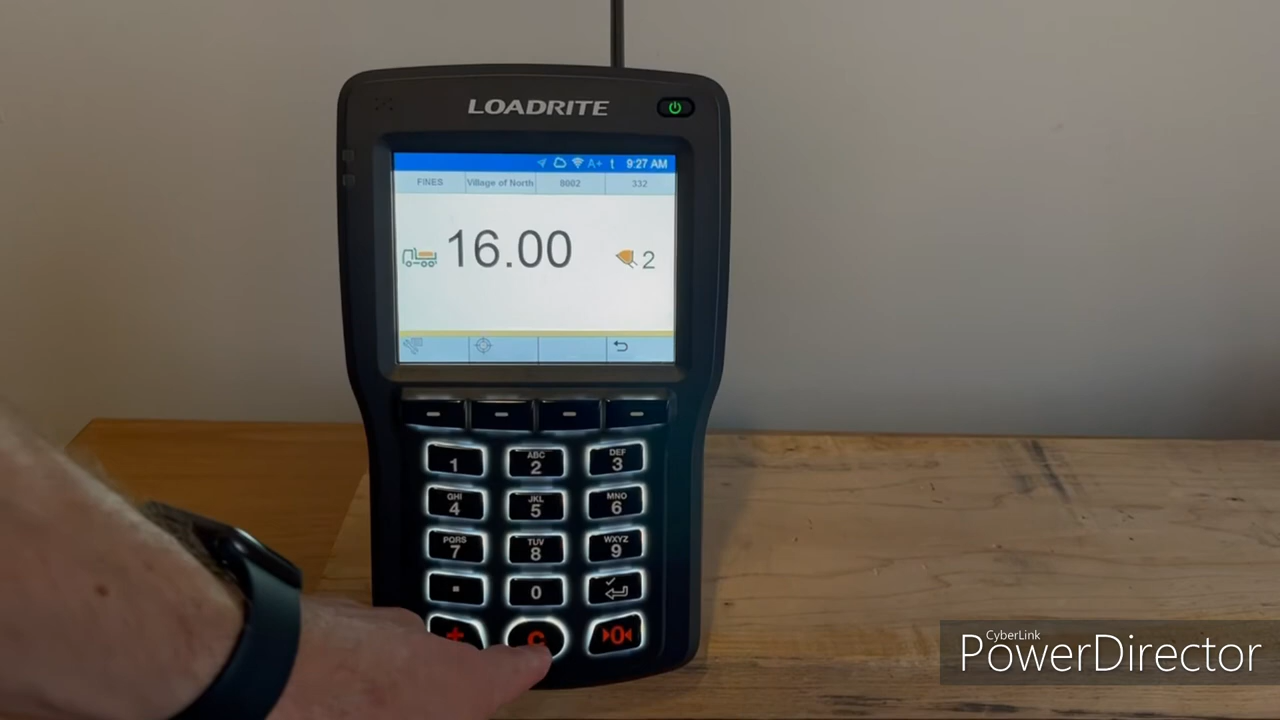 LOADRITE
A+ t 9:27 AM
FINES Village of North 8002 332
16.00 2
1 ABC 2 DEF 3
GHI 4 JKL 5 MNO 6
PQRS 7 TUV 8 WXYZ 9
. 0
+ C 0
CyberLink
PowerDirector